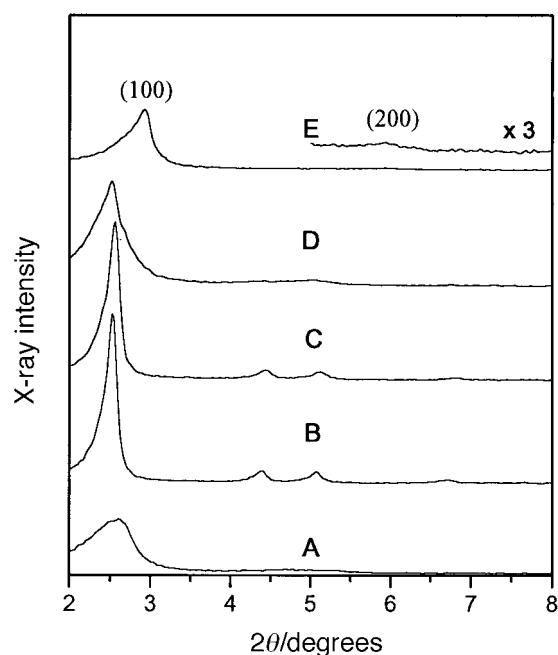 (100)
E
(200)
x 3
D
C
B
A
X-ray intensity
2
3
4
5
6
7
8
2θ/degrees